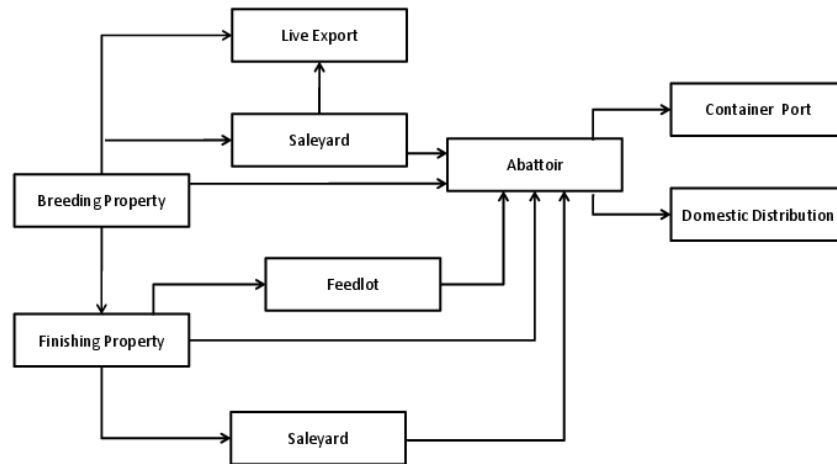 Live Export
Container Port
Saleyard
Abattoir
Breeding Property
Domestic Distribution
Feedlot
Finishing Property
Saleyard